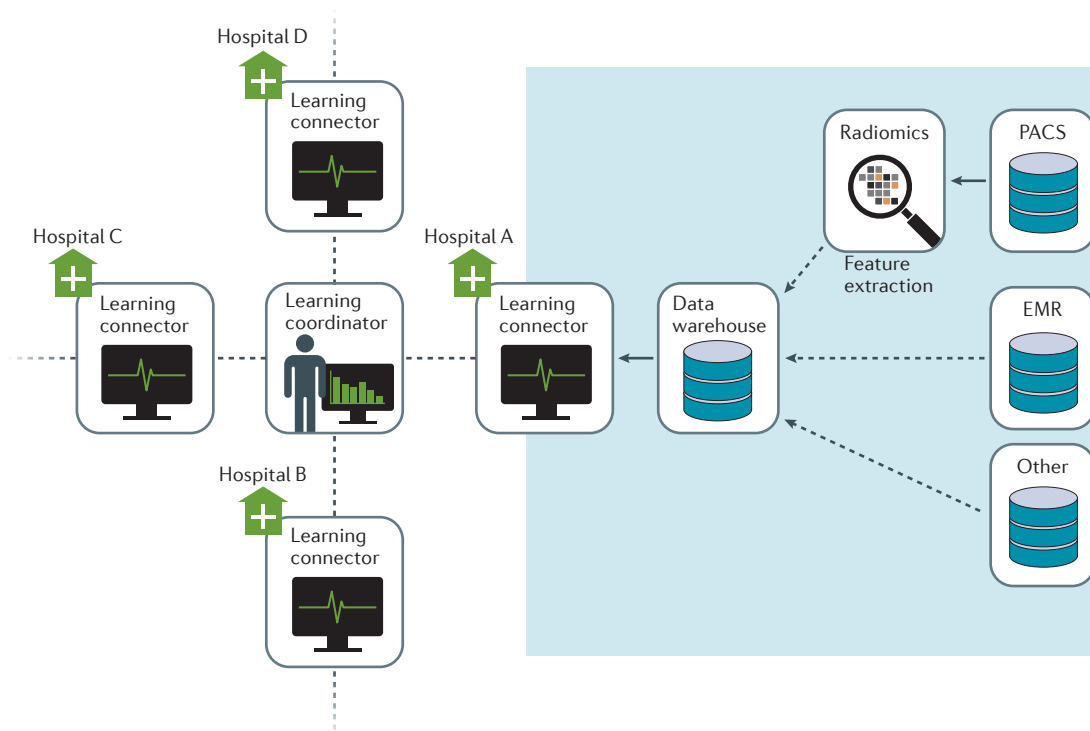 Hospital D
Learning
connector
Radiomics
PACS
Hospital C
Hospital A
Feature
extraction
Learning
connector
Learning
coordinator
Learning
connector
Data
warehouse
EMR
Hospital B
Other
Learning
connector